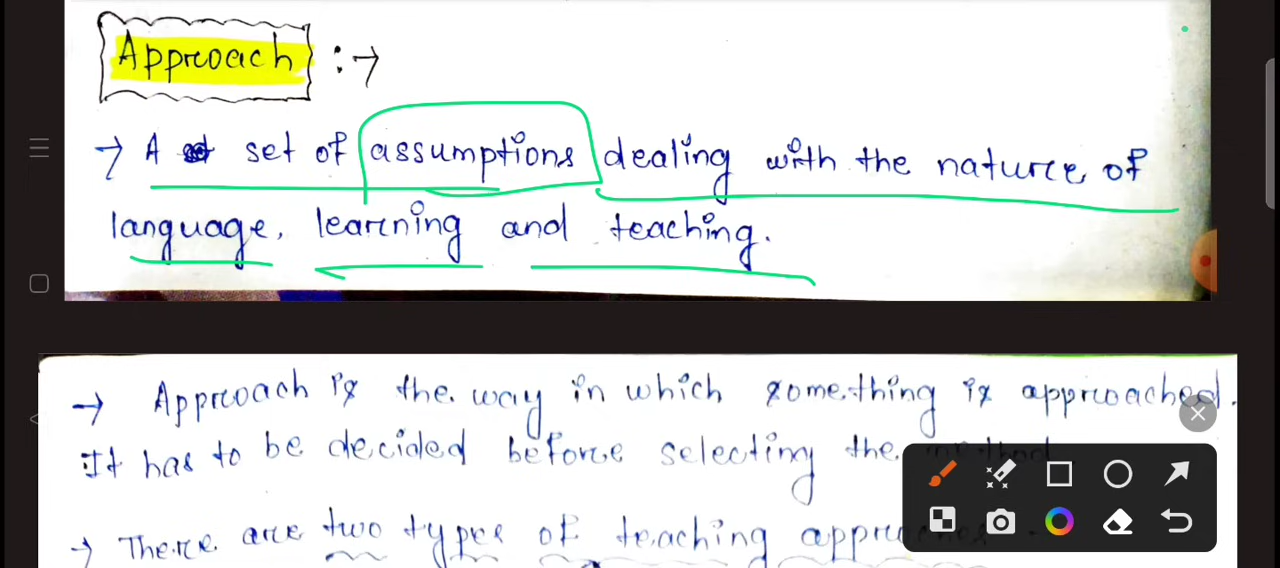 Approach :→
→ A set of assumptions dealing with the nature of
language, learning and teaching.
→ Approach is the way in which something is approached.
It has to be decided before selecting the method
→ There are two types of teaching